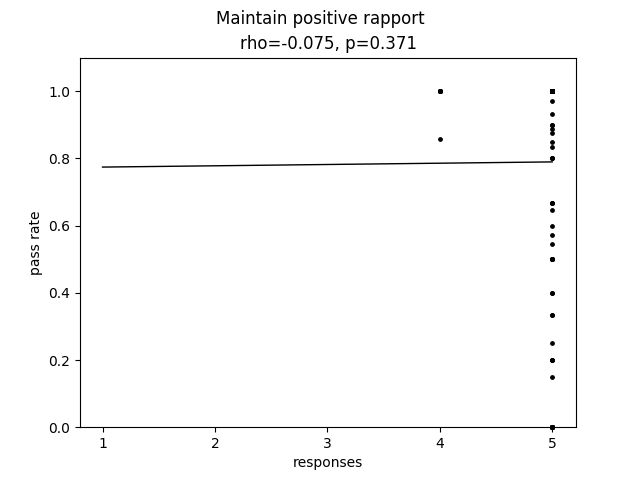 Maintain positive rapport
rho=-0.075, p=0.371
1.0
0.8
0.6
0.4
0.2
0.0
pass rate
1 2 3 4 5
responses